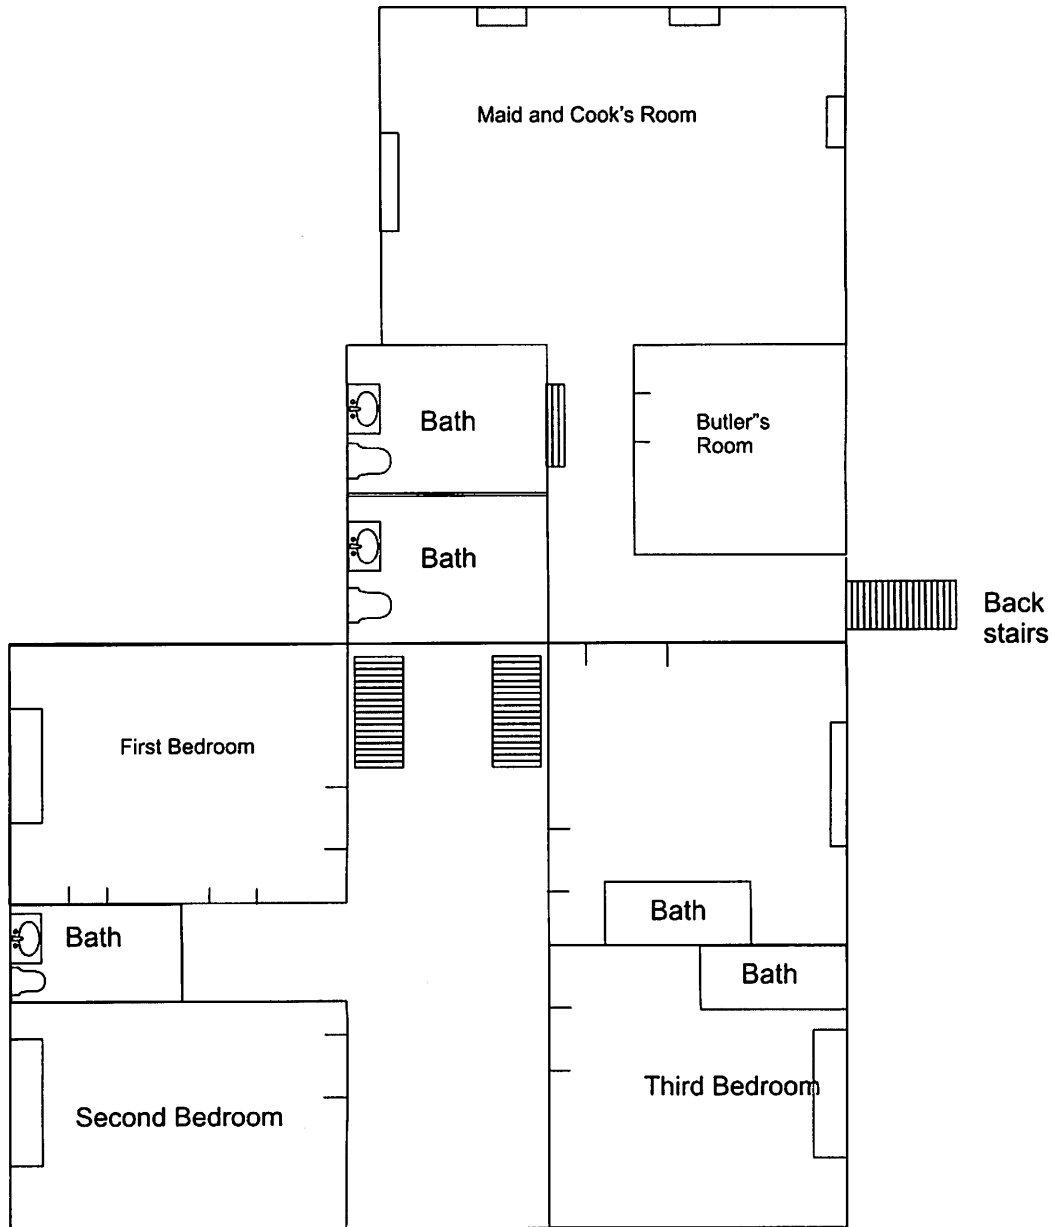 Maid and Cook's Room
Bath
Butler"s
Room
Bath
Back
stairs
First Bedroom
Bath
Bath
Bath
Third Bedroom
Second Bedroom